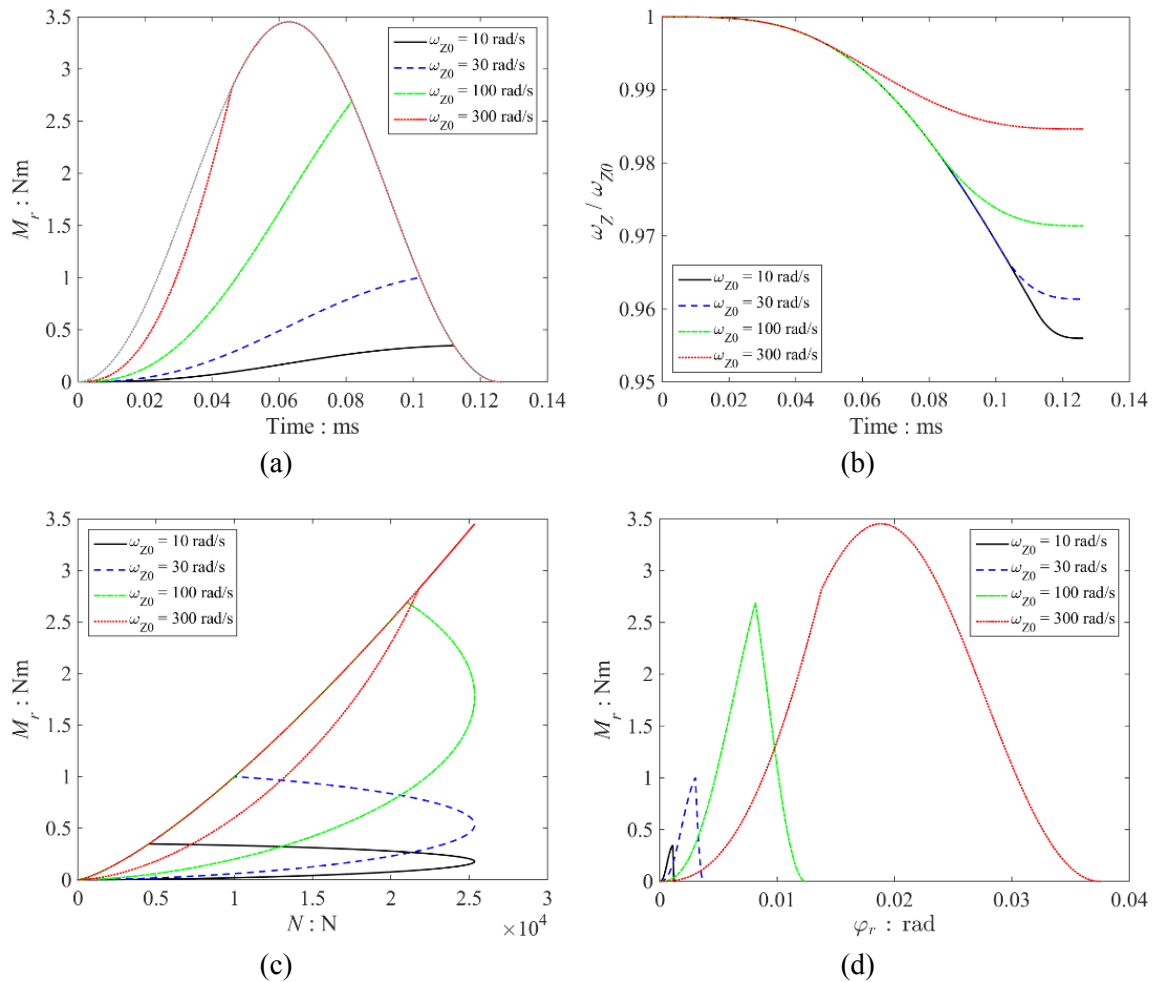 3.5
3
2.5
2
1.5
1
0.5
0
M_r : Nm
0 0.02 0.04 0.06 0.08 0.1 0.12 0.14
Time : ms
ω_Z0 = 10 rad/s
ω_Z0 = 30 rad/s
ω_Z0 = 100 rad/s
ω_Z0 = 300 rad/s
(a)
1
0.99
0.98
0.97
0.96
0.95
ω_Z / ω_Z0
0 0.02 0.04 0.06 0.08 0.1 0.12 0.14
Time : ms
ω_Z0 = 10 rad/s
ω_Z0 = 30 rad/s
ω_Z0 = 100 rad/s
ω_Z0 = 300 rad/s
(b)
3.5
3
2.5
2
1.5
1
0.5
0
M_r : Nm
0 0.5 1 1.5 2 2.5 3
×10^4
N : N
ω_Z0 = 10 rad/s
ω_Z0 = 30 rad/s
ω_Z0 = 100 rad/s
ω_Z0 = 300 rad/s
(c)
3.5
3
2.5
2
1.5
1
0.5
0
M_r : Nm
0 0.01 0.02 0.03 0.04
φ_r : rad
ω_Z0 = 10 rad/s
ω_Z0 = 30 rad/s
ω_Z0 = 100 rad/s
ω_Z0 = 300 rad/s
(d)